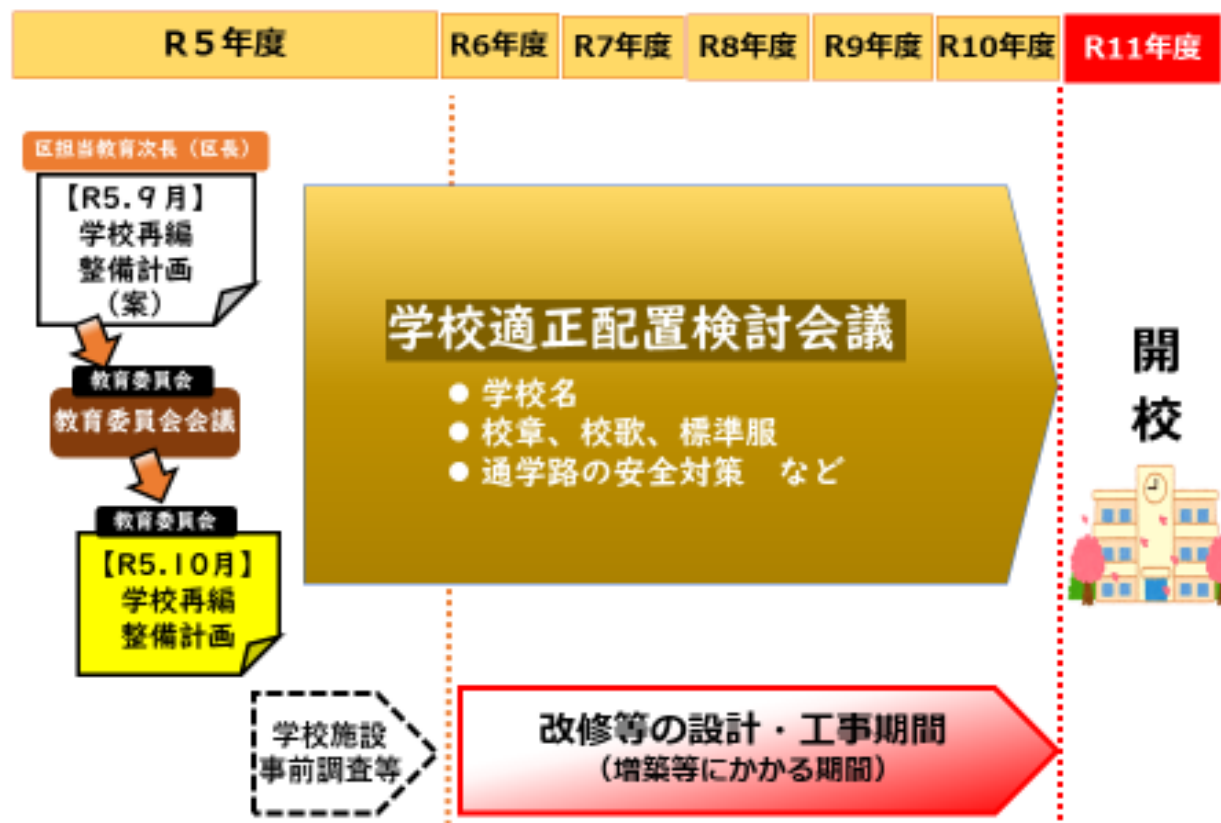 R5年度
R6年度
R7年度
R8年度
R9年度
R10年度
R11年度
区担当教育次長（区長）
【R5.9月】
学校再編
整備計画
（案）
教育委員会
教育委員会会議
教育委員会
【R5.10月】
学校再編
整備計画
学校適正配置検討会議
● 学校名
● 校章、校歌、標準服
● 通学路の安全対策　など
開
校
学校施設
事前調査等
改修等の設計・工事期間
（増築等にかかる期間）